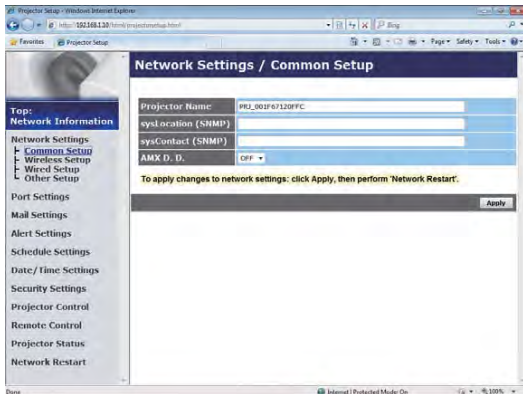 Projector Setup - Windows Internet Explorer
Bing
Favorites
Projector Setup
Page
Safety
Tools
Network Settings / Common Setup
Top:
Network Information
Network Settings
Common Setup
Wireless Setup
Wired Setup
Other Setup
Port Settings
Mail Settings
Alert Settings
Schedule Settings
Date/Time Settings
Security Settings
Projector Control
Remote Control
Projector Status
Network Restart
Projector Name PRJ_001F67120FFC
sysLocation (SNMP)
sysContact (SNMP)
AMX D. D. OFF
To apply changes to network settings: click Apply, then perform 'Network Restart'.
Apply
Done
Internet | Protected Mode: On
100%